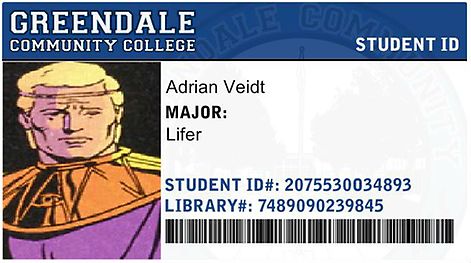 GREENDALE
COMMUNITY COLLEGE
STUDENT ID
Adrian Veidt
MAJOR:
Lifer
STUDENT ID#: 2075530034893
LIBRARY#: 7489090239845